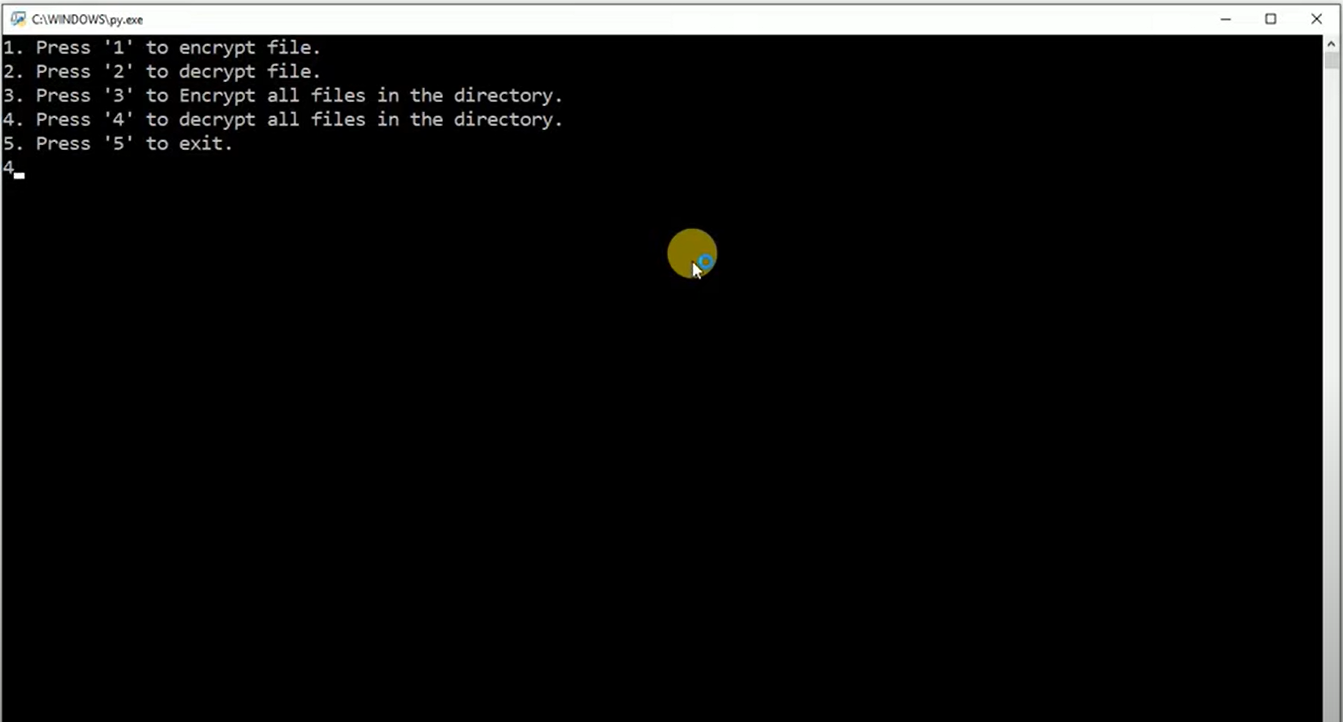 C:\WINDOWS\py.exe
1. Press '1' to encrypt file.
2. Press '2' to decrypt file.
3. Press '3' to Encrypt all files in the directory.
4. Press '4' to decrypt all files in the directory.
5. Press '5' to exit.
4